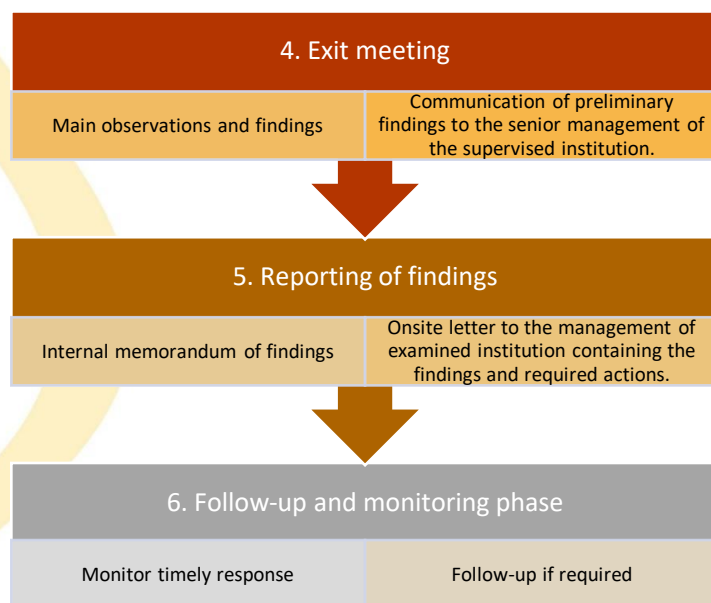 4. Exit meeting
Main observations and findings
Communication of preliminary
findings to the senior management of
the supervised institution.
5. Reporting of findings
Internal memorandum of findings
Onsite letter to the management of
examined institution containing the
findings and required actions.
6. Follow-up and monitoring phase
Monitor timely response
Follow-up if required